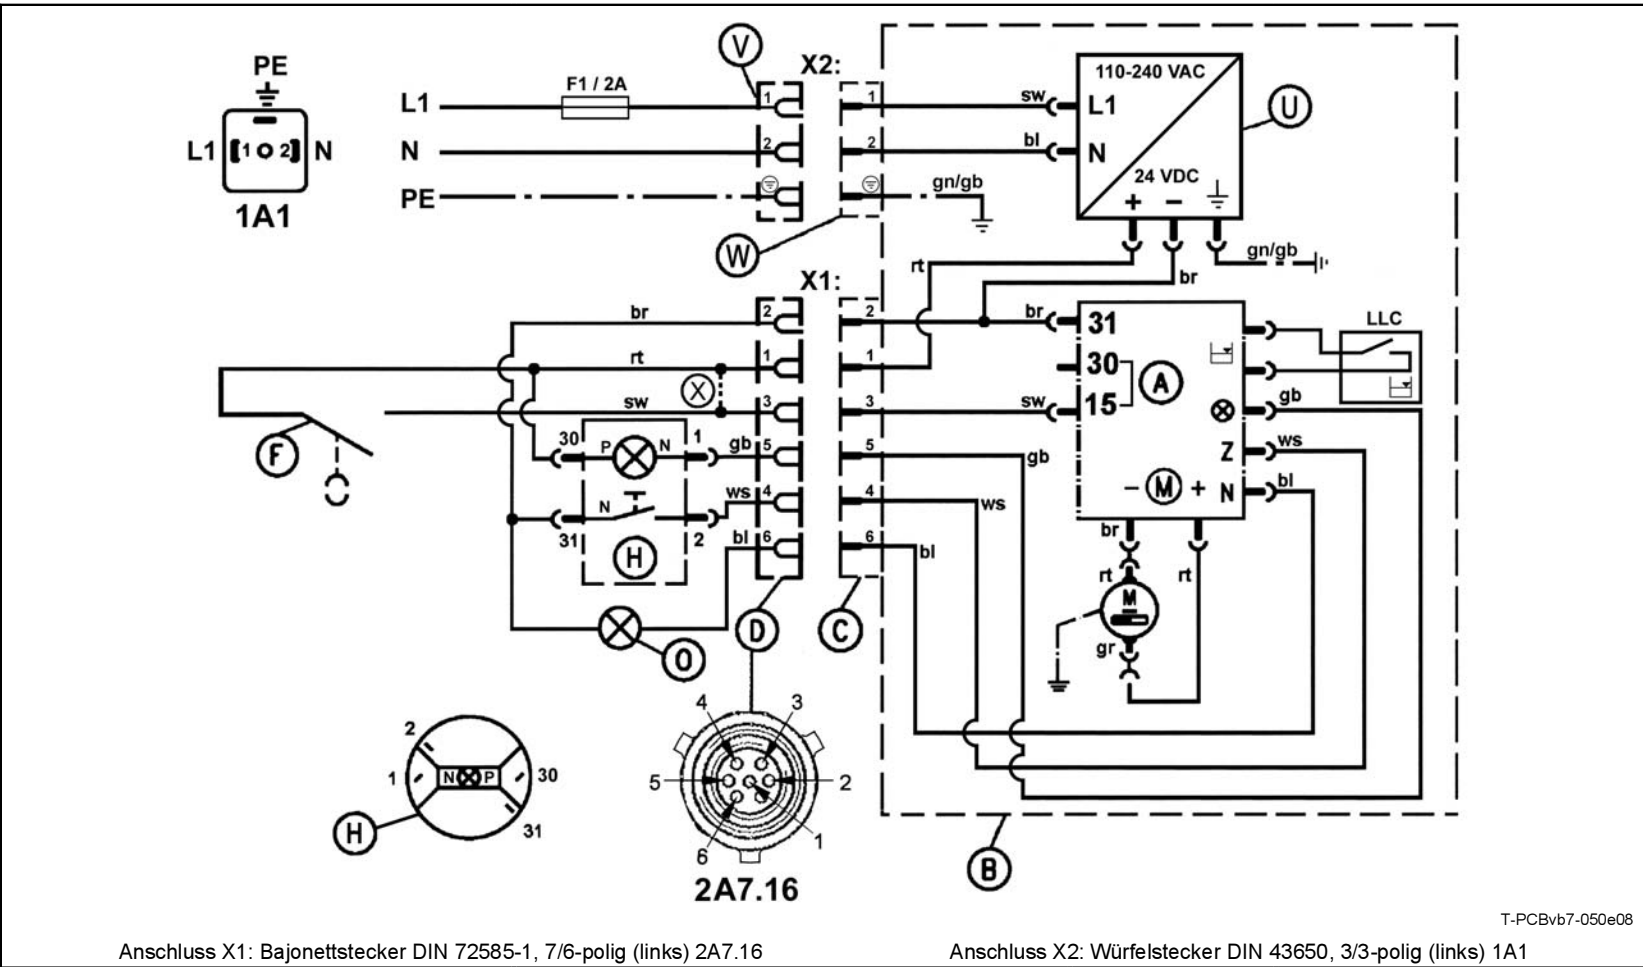 PE
L1 1 2 N
1A1
L1
F1 / 2A
N
PE
V
X2:
1
2
1
2
W
sw
bl
gn/gb
110-240 VAC
L1
N
24 VDC
+ −
U
rt
br
gn/gb
X1:
br
rt
sw
X
F
2
1
3
5
4
6
2
1
3
5
4
6
30 P N 1
gb
N
ws
31 2
bl
H
O
D
C
br
31
30
15
sw
A
LLC
gb
Z ws
N bl
− M +
br
rt
rt
M
gr
gb
ws
bl
2
1 N P 30
31
H
4 3
5 2
6 1
2A7.16
B
T-PCBvb7-050e08
Anschluss X1: Bajonettstecker DIN 72585-1, 7/6-polig (links) 2A7.16
Anschluss X2: Würfelstecker DIN 43650, 3/3-polig (links) 1A1